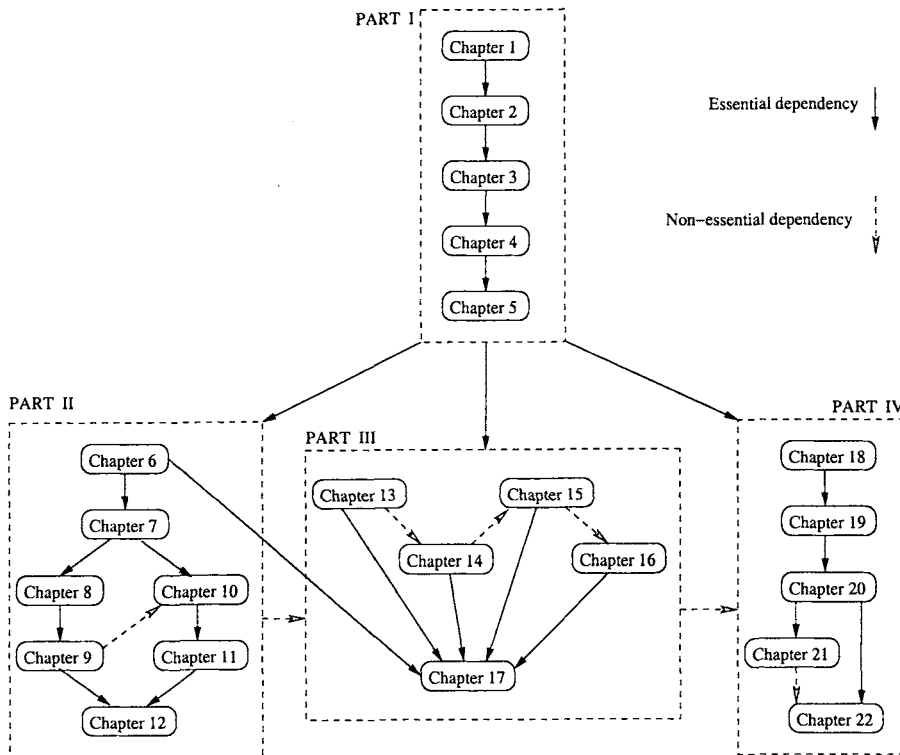 PART I
Chapter 1
Chapter 2
Chapter 3
Chapter 4
Chapter 5
Essential dependency
Non-essential dependency
PART II
Chapter 6
Chapter 7
Chapter 8
Chapter 10
Chapter 9
Chapter 11
Chapter 12
PART III
Chapter 13
Chapter 15
Chapter 14
Chapter 16
Chapter 17
PART IV
Chapter 18
Chapter 19
Chapter 20
Chapter 21
Chapter 22